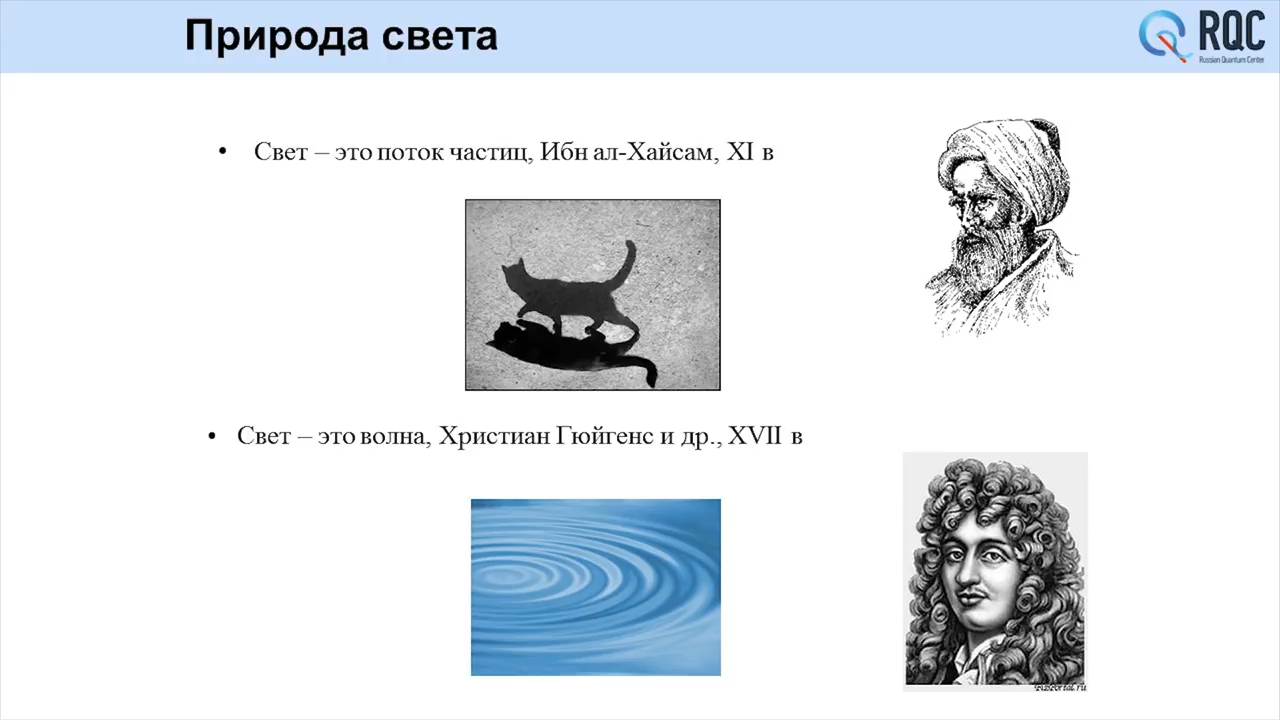 Природа света
RQC
Russian Quantum Center
• Свет – это поток частиц, Ибн ал-Хайсам, XI в
• Свет – это волна, Христиан Гюйгенс и др., XVII в